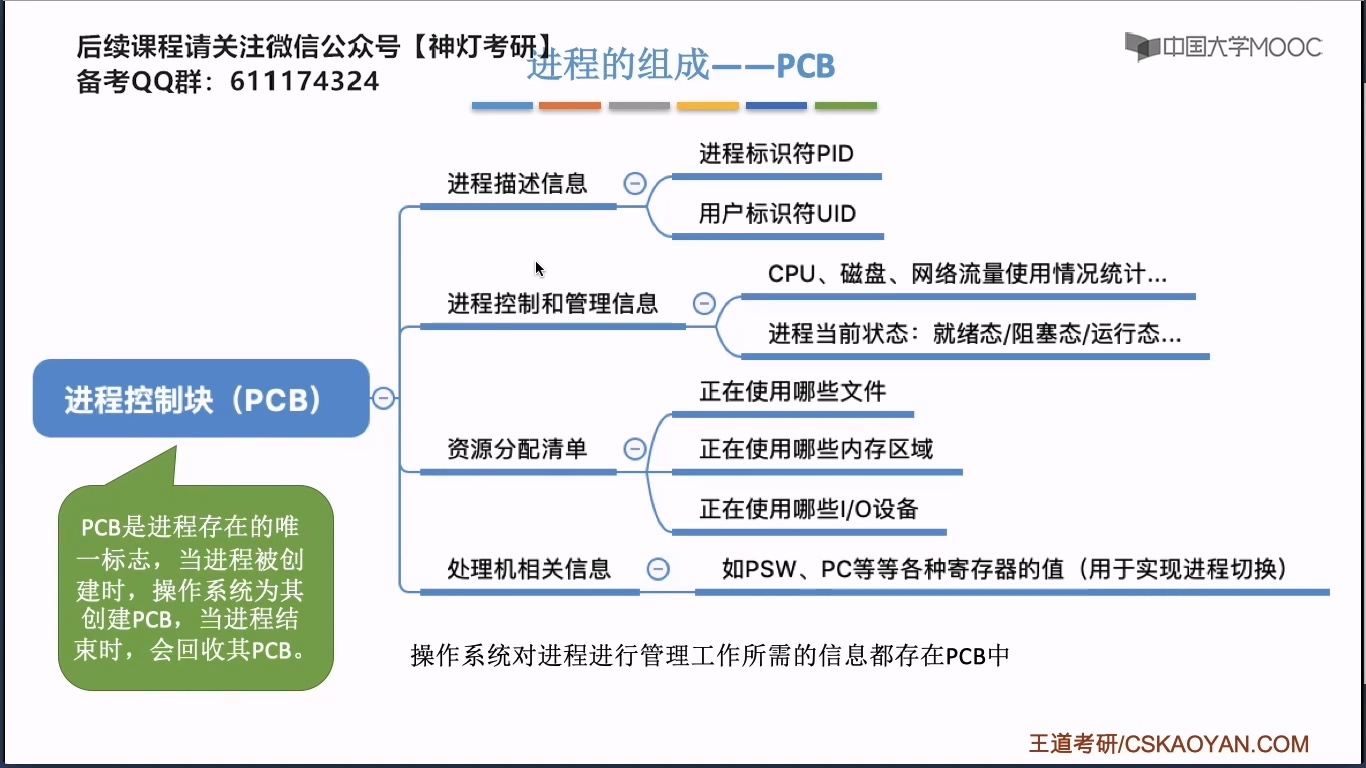 后续课程请关注微信公众号【神灯考研】
备考QQ群：611174324
进程的组成——PCB
中国大学MOOC
进程控制块（PCB）
进程描述信息
进程标识符PID
用户标识符UID
进程控制和管理信息
CPU、磁盘、网络流量使用情况统计...
进程当前状态：就绪态/阻塞态/运行态...
资源分配清单
正在使用哪些文件
正在使用哪些内存区域
正在使用哪些I/O设备
处理机相关信息
如PSW、PC等等各种寄存器的值（用于实现进程切换）
PCB是进程存在的唯
一标志，当进程被创
建时，操作系统为其
创建PCB，当进程结
束时，会回收其PCB。
操作系统对进程进行管理工作所需的信息都存在PCB中
王道考研/CSKAOYAN.COM